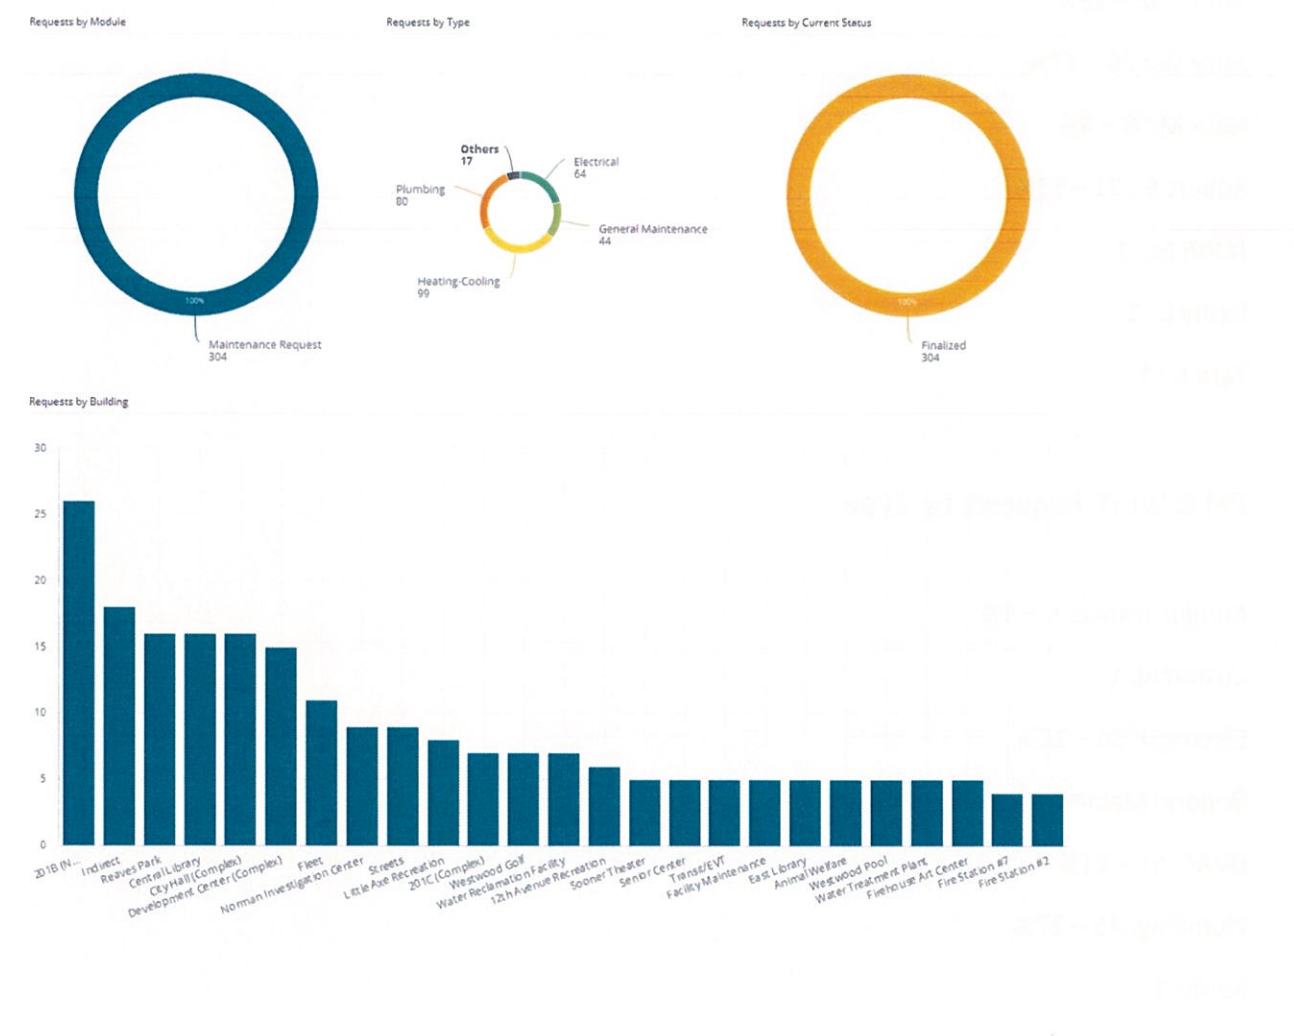 Requests by Module
Requests by Type
Requests by Current Status
Others
17
Electrical
64
Plumbing
80
General Maintenance
44
Heating-Cooling
99
100%
Maintenance Request
304
100%
Finalized
304
Requests by Building
30
25
20
15
10
5
0
201B (N...
Indirect
Reaves Park
Central Library
City Hall (Complex)
Development Center (Complex)
Fleet
Norman Investigation Center
Streets
Little Axe Recreation
201C (Complex)
Westwood Golf
Water Reclamation Facility
12th Avenue Recreation
Sooner Theater
Senior Center
Transit/EVT
Facility Maintenance
East Library
Animal Welfare
Westwood Pool
Water Treatment Plant
Firehouse Art Center
Fire Station #7
Fire Station #2